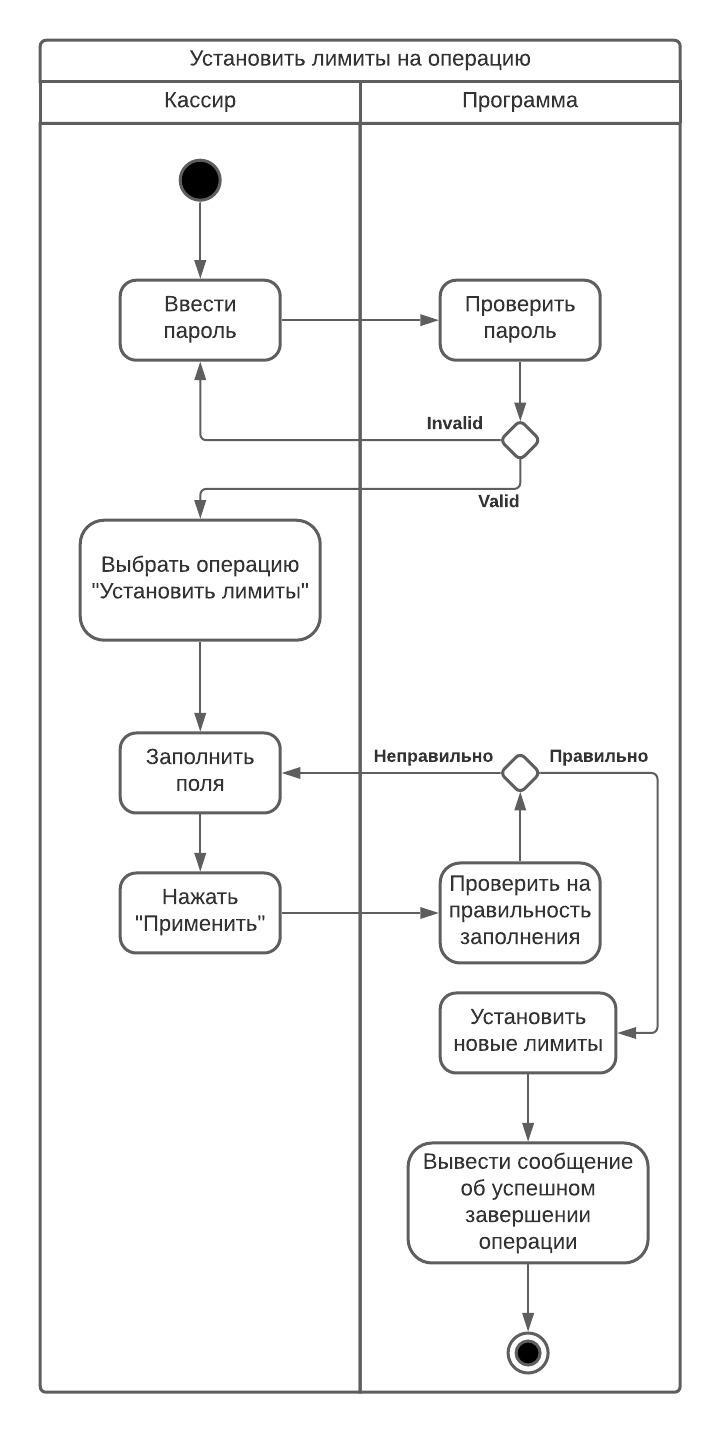 Установить лимиты на операцию
Кассир
Программа
Ввести
пароль
Проверить
пароль
Invalid
Valid
Выбрать операцию
"Установить лимиты"
Заполнить
поля
Неправильно
Правильно
Нажать
"Применить"
Проверить на
правильность
заполнения
Установить
новые лимиты
Вывести сообщение
об успешном
завершении
операции